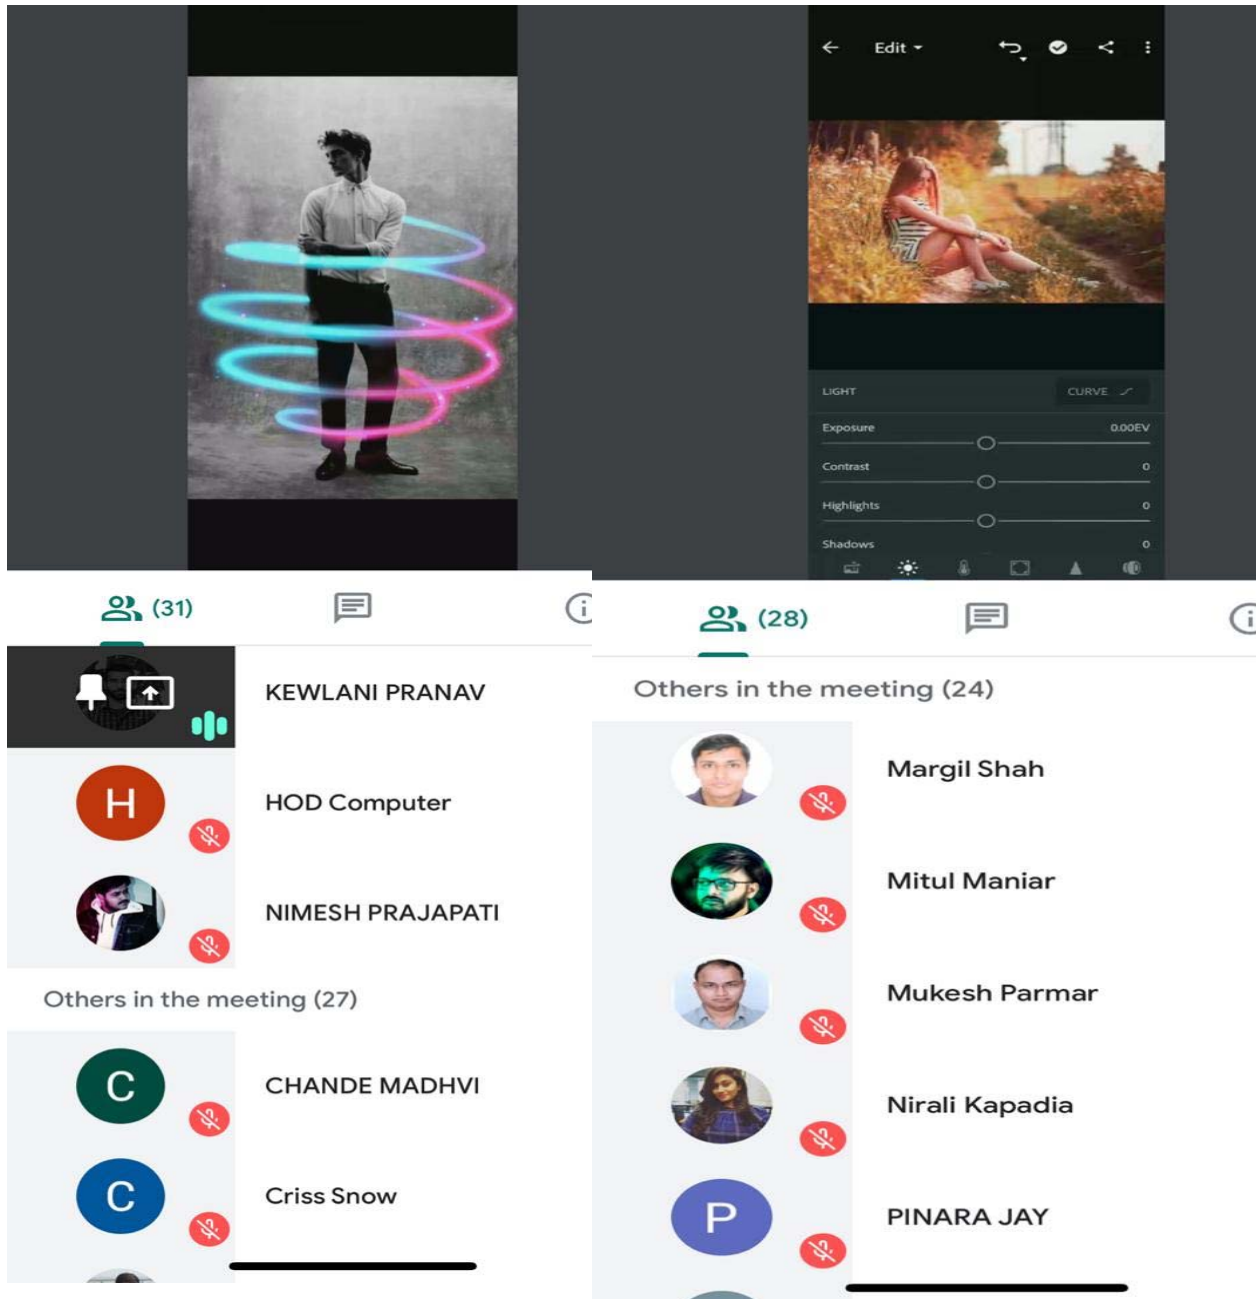 (31)
KEWLANI PRANAV
H
HOD Computer
NIMESH PRAJAPATI
Others in the meeting (27)
C
CHANDE MADHVI
C
Criss Snow
Edit
LIGHT
CURVE
Exposure
0.00EV
Contrast
0
Highlights
0
Shadows
0
(28)
Others in the meeting (24)
Margil Shah
Mitul Maniar
Mukesh Parmar
Nirali Kapadia
P
PINARA JAY